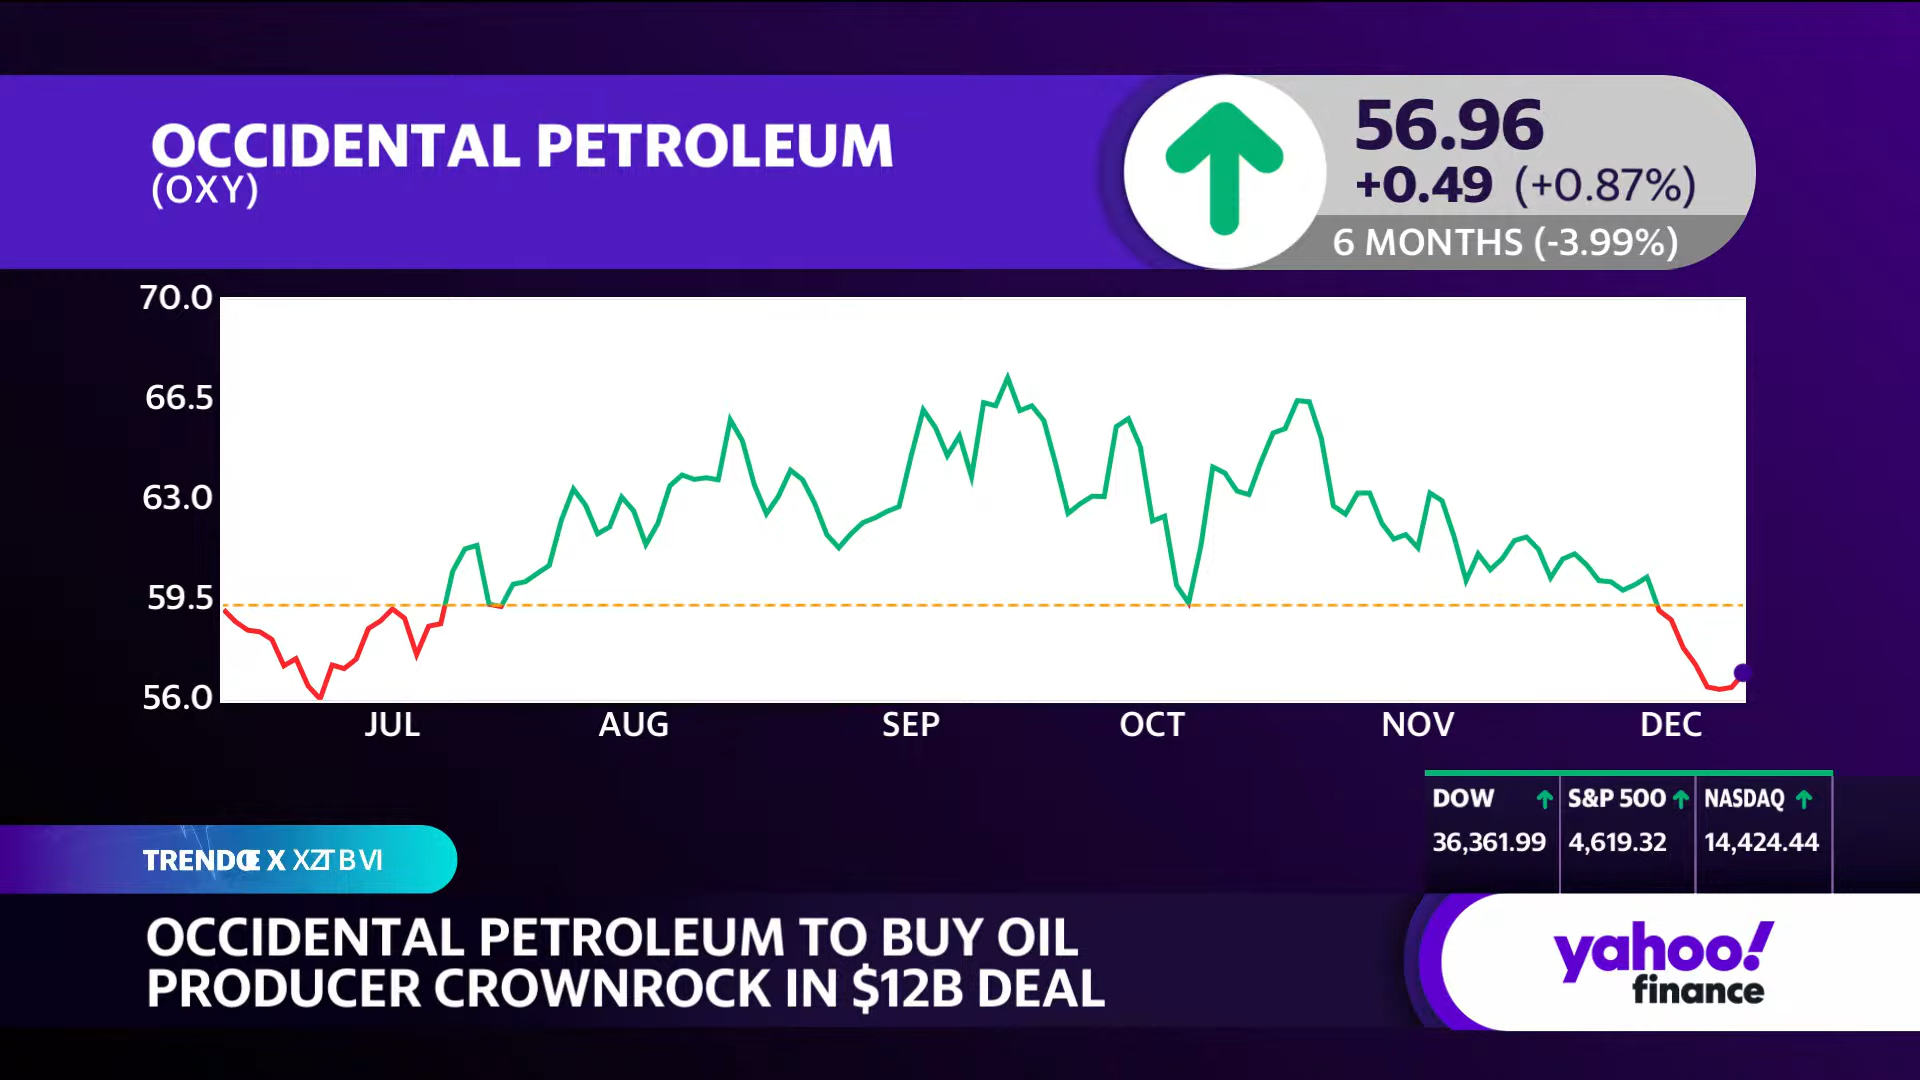 OCCIDENTAL PETROLEUM
(OXY)
56.96
+0.49 (+0.87%)
6 MONTHS (-3.99%)
70.0
66.5
63.0
59.5
56.0
JUL AUG SEP OCT NOV DEC
DOW S&P 500 NASDAQ
36,361.99 4,619.32 14,424.44
OCCIDENTAL PETROLEUM TO BUY OIL
PRODUCER CROWNROCK IN $12B DEAL
yahoo!
finance